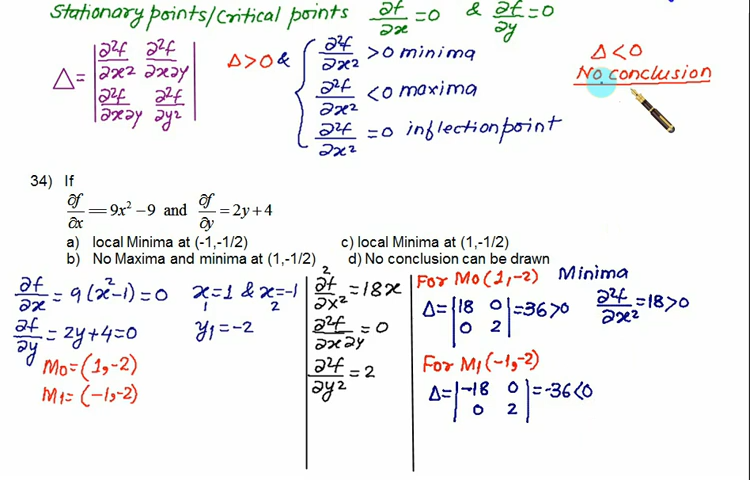 Stationary points/Critical points ∂f/∂x = 0 & ∂f/∂y = 0
Δ = | ∂²f/∂x² ∂²f/∂x∂y |
| ∂²f/∂x∂y ∂²f/∂y² |
Δ>0 & { ∂²f/∂x² >0 minima
∂²f/∂x² <0 maxima
∂²f/∂x² =0 inflection point
Δ<0
No conclusion
34) If
∂f/∂x = 9x² − 9 and ∂f/∂y = 2y + 4
a) local Minima at (-1,-1/2) c) local Minima at (1,-1/2)
b) No Maxima and minima at (1,-1/2) d) No conclusion can be drawn
∂f/∂x = 9(x²−1) = 0 x₁=1 & x₂=-1
∂f/∂y = 2y+4=0 y₁=-2
M0=(1,-2)
M1=(-1,-2)
∂²f/∂x² = 18x
∂²f/∂x∂y = 0
∂²f/∂y² = 2
For M0(1,-2) Minima
Δ = | 18 0 | = 36>0 ∂²f/∂x² = 18>0
| 0 2 |
For M1(-1,-2)
Δ = | -18 0 | = -36<0
| 0 2 |